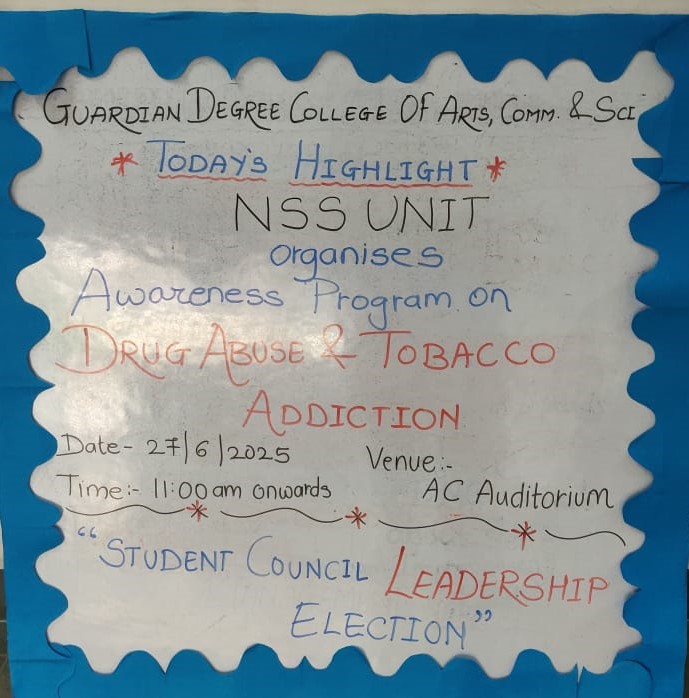 GUARDIAN DEGREE COLLEGE OF ARTS, COMM. & SCI
* TODAY'S HIGHLIGHT *
NSS UNIT
organises
Awareness Program on
DRUG ABUSE & TOBACCO
ADDICTION
Date- 27/6/2025
Venue:-
Time:- 11:00 am onwards
AC Auditorium
"STUDENT COUNCIL LEADERSHIP
ELECTION"